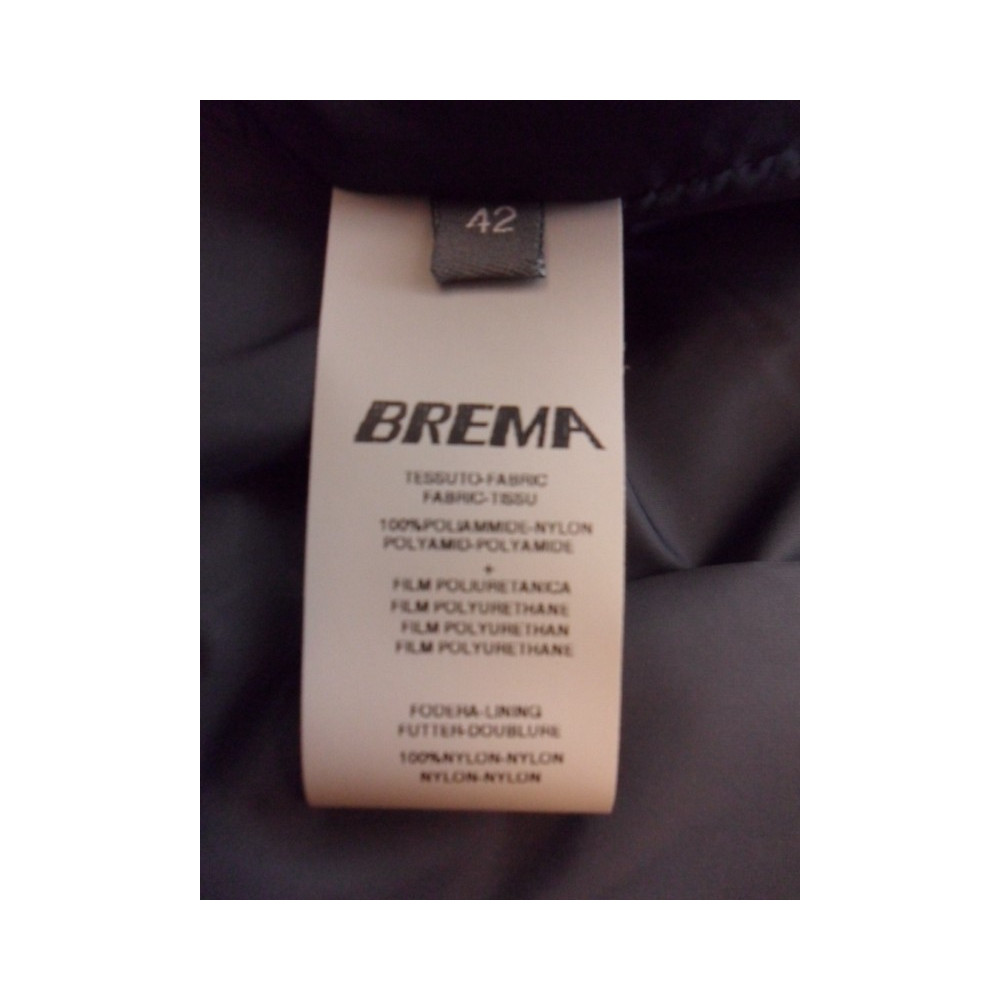 42
BREMA
TESSUTO-FABRIC
FABRIC-TISSU
100%POLIAMMIDE-NYLON
POLYAMID-POLYAMIDE
+
FILM POLIURETANICA
FILM POLYURETHANE
FILM POLYURETHAN
FILM POLYURETHANE
FODERA-LINING
FUTTER-DOUBLURE
100%NYLON-NYLON
NYLON-NYLON